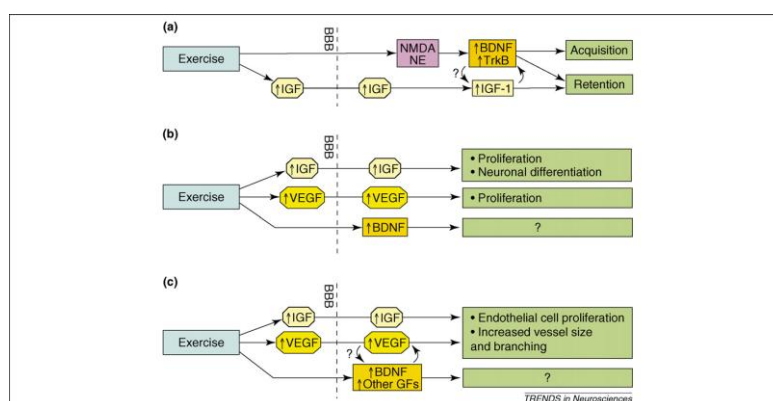 (a)
BBB
Exercise
NMDA
NE
↑BDNF
↑TrkB
Acquisition
?
↑IGF
↑IGF
↑IGF-1
Retention
(b)
BBB
↑IGF
↑IGF
• Proliferation
• Neuronal differentiation
Exercise
↑VEGF
↑VEGF
• Proliferation
↑BDNF
?
(c)
BBB
↑IGF
↑IGF
• Endothelial cell proliferation
• Increased vessel size
and branching
Exercise
↑VEGF
↑VEGF
?
↑BDNF
↑Other GFs
?
TRENDS in Neurosciences